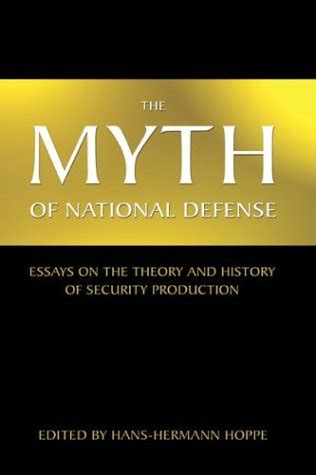 THE
MYTH
OF NATIONAL DEFENSE
ESSAYS ON THE THEORY AND HISTORY
OF SECURITY PRODUCTION
EDITED BY HANS-HERMANN HOPPE